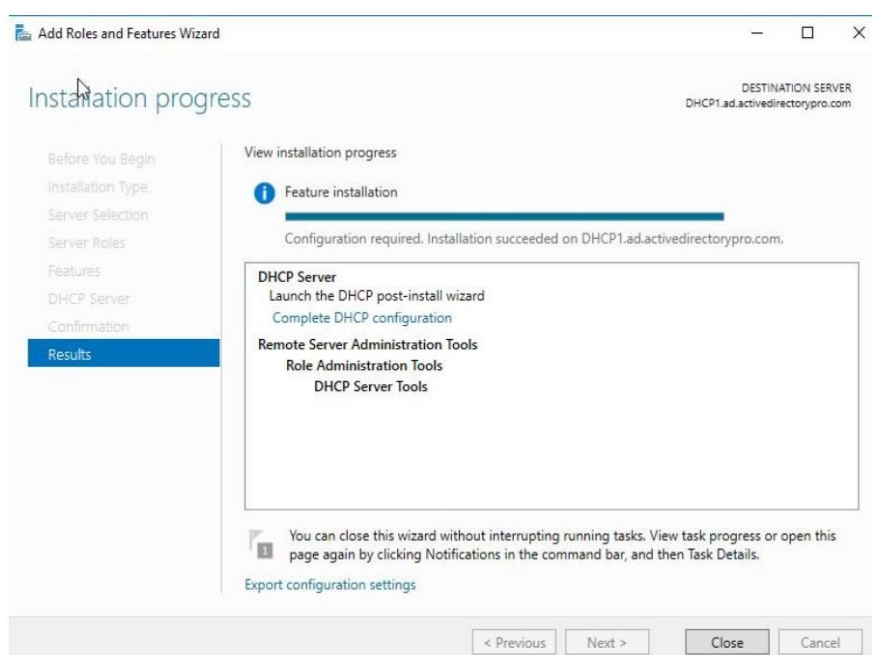 Add Roles and Features Wizard
Installation progress
DESTINATION SERVER
DHCP1.ad.activedirectorypro.com
Before You Begin
Installation Type
Server Selection
Server Roles
Features
DHCP Server
Confirmation
Results
View installation progress
Feature installation
Configuration required. Installation succeeded on DHCP1.ad.activedirectorypro.com.
DHCP Server
Launch the DHCP post-install wizard
Complete DHCP configuration
Remote Server Administration Tools
Role Administration Tools
DHCP Server Tools
1
You can close this wizard without interrupting running tasks. View task progress or open this
page again by clicking Notifications in the command bar, and then Task Details.
Export configuration settings
< Previous
Next >
Close
Cancel